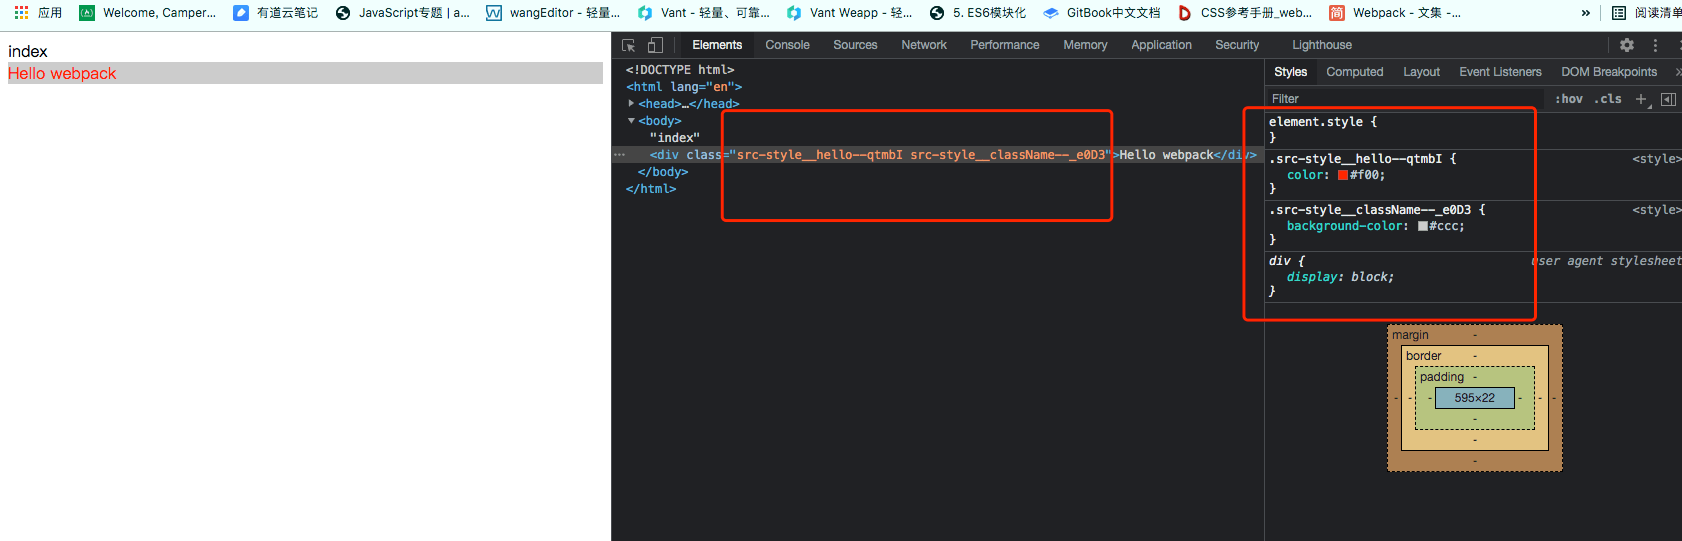 应用 Welcome, Camper... 有道云笔记 JavaScript专题 | a... wangEditor - 轻量... Vant - 轻量、可靠... Vant Weapp - 轻... 5. ES6模块化 GitBook中文文档 CSS参考手册_web... 简 Webpack - 文集 -... » 阅读清单
index
Hello webpack
Elements Console Sources Network Performance Memory Application Security Lighthouse
<!DOCTYPE html>
<html lang="en">
<head>…</head>
<body>
"index"
<div class="src-style__hello--qtmbI src-style__className--_e0D3">Hello webpack</div>
</body>
</html>
Styles Computed Layout Event Listeners DOM Breakpoints »
Filter :hov .cls +
element.style {
}
.src-style__hello--qtmbI { <style>
color: #f00;
}
.src-style__className--_e0D3 { <style>
background-color: #ccc;
}
div { user agent stylesheet
display: block;
}
margin -
border -
padding -
- - - 595×22 - - -
-
-
-